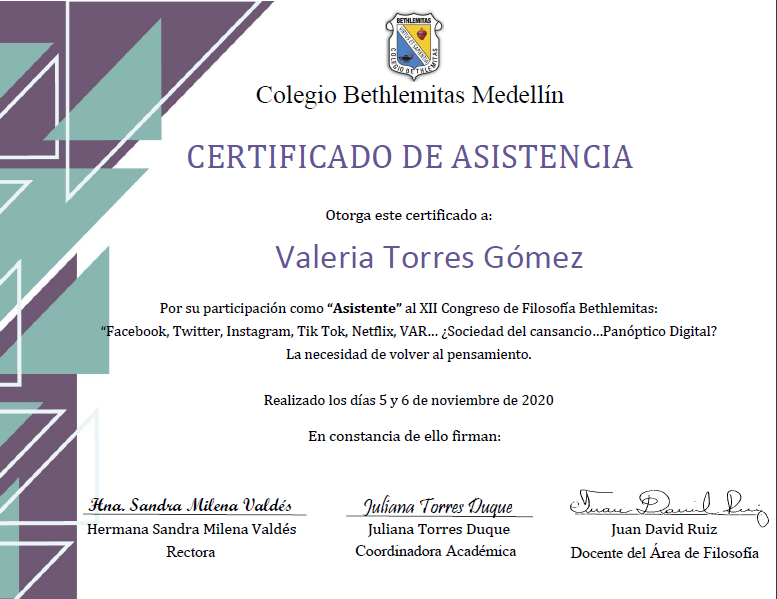 BETHLEMITAS
VIRTUS ET SAPIENTIA
COLEGIO BETHLEMITAS
Colegio Bethlemitas Medellín
CERTIFICADO DE ASISTENCIA
Otorga este certificado a:
Valeria Torres Gómez
Por su participación como “Asistente” al XII Congreso de Filosofía Bethlemitas:
“Facebook, Twitter, Instagram, Tik Tok, Netflix, VAR... ¿Sociedad del cansancio...Panóptico Digital?
La necesidad de volver al pensamiento.
Realizado los días 5 y 6 de noviembre de 2020
En constancia de ello firman:
Hna. Sandra Milena Valdés
Hermana Sandra Milena Valdés
Rectora
Juliana Torres Duque
Juliana Torres Duque
Coordinadora Académica
Juan David Ruiz
Juan David Ruiz
Docente del Área de Filosofía